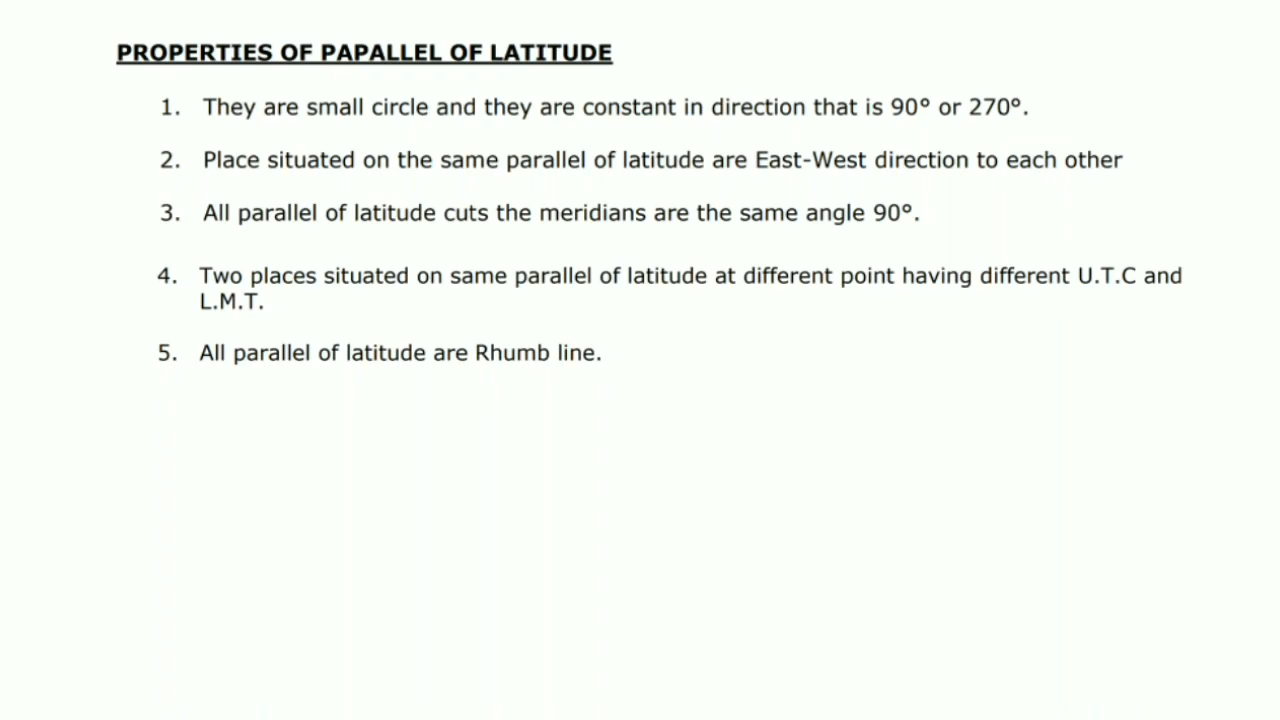 PROPERTIES OF PAPALLEL OF LATITUDE
1. They are small circle and they are constant in direction that is 90° or 270°.
2. Place situated on the same parallel of latitude are East-West direction to each other
3. All parallel of latitude cuts the meridians are the same angle 90°.
4. Two places situated on same parallel of latitude at different point having different U.T.C and
L.M.T.
5. All parallel of latitude are Rhumb line.